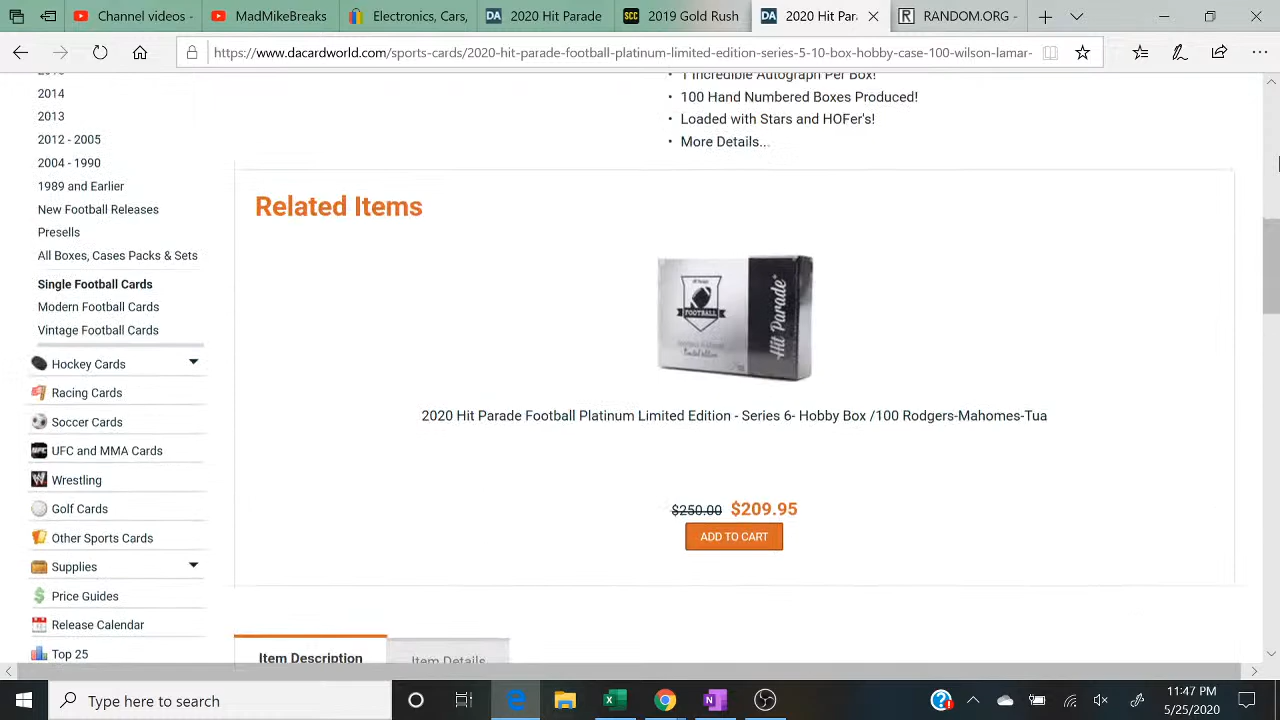 Channel videos -
MadMikeBreaks
Electronics, Cars,
DA 2020 Hit Parade
SCC 2019 Gold Rush
DA 2020 Hit Par
R RANDOM.ORG -
https://www.dacardworld.com/sports-cards/2020-hit-parade-football-platinum-limited-edition-series-5-10-box-hobby-case-100-wilson-lamar-
2014
2013
2012 - 2005
2004 - 1990
1989 and Earlier
New Football Releases
Presells
All Boxes, Cases Packs & Sets
Single Football Cards
Modern Football Cards
Vintage Football Cards
Hockey Cards
Racing Cards
Soccer Cards
UFC and MMA Cards
Wrestling
Golf Cards
Other Sports Cards
Supplies
Price Guides
Release Calendar
Top 25
• 1 Incredible Autograph Per Box!
• 100 Hand Numbered Boxes Produced!
• Loaded with Stars and HOFer's!
• More Details...
Related Items
FOOTBALL
Limited Edition
Hit Parade
2020 Hit Parade Football Platinum Limited Edition - Series 6- Hobby Box /100 Rodgers-Mahomes-Tua
$250.00 $209.95
ADD TO CART
Item Description
Item Details
Type here to search
11:47 PM
5/25/2020